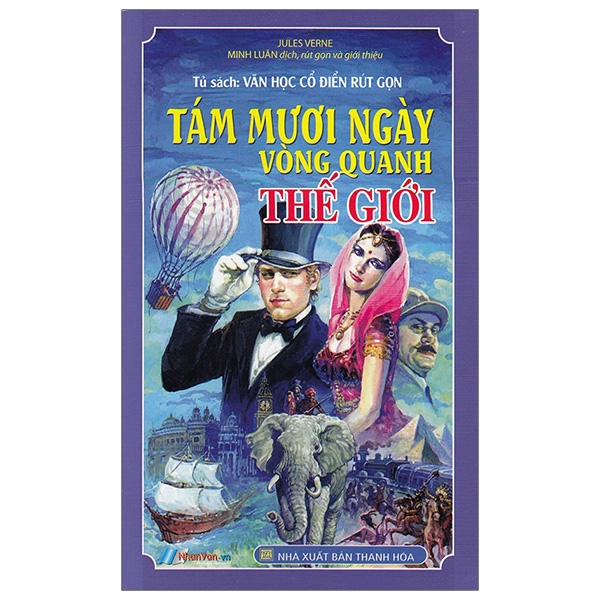 JULES VERNE
MINH LUÂN dịch, rút gọn và giới thiệu
Tủ sách: VĂN HỌC CỔ ĐIỂN RÚT GỌN
TÁM MƯƠI NGÀY
VÒNG QUANH
THẾ GIỚI
NhanVan.vn
NHÀ XUẤT BẢN THANH HÓA